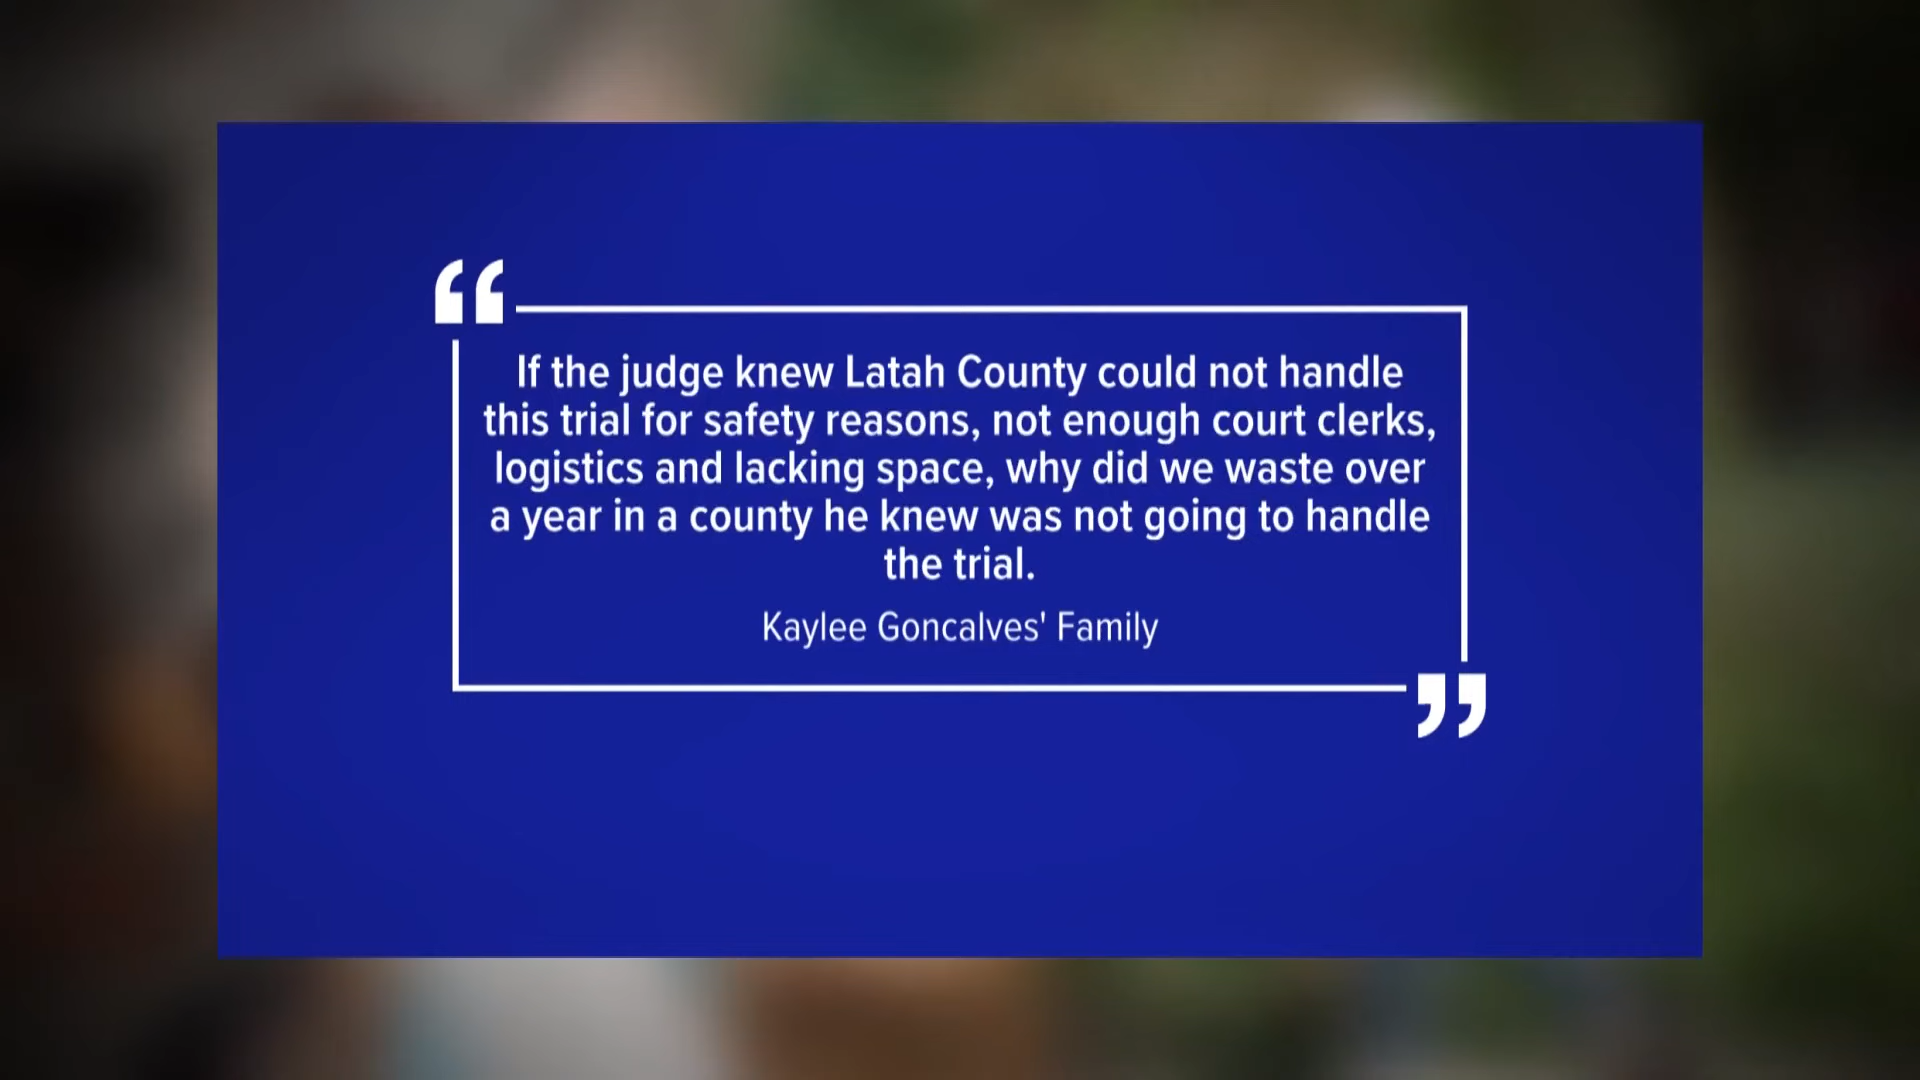 “
If the judge knew Latah County could not handle
this trial for safety reasons, not enough court clerks,
logistics and lacking space, why did we waste over
a year in a county he knew was not going to handle
the trial.
Kaylee Goncalves' Family
”